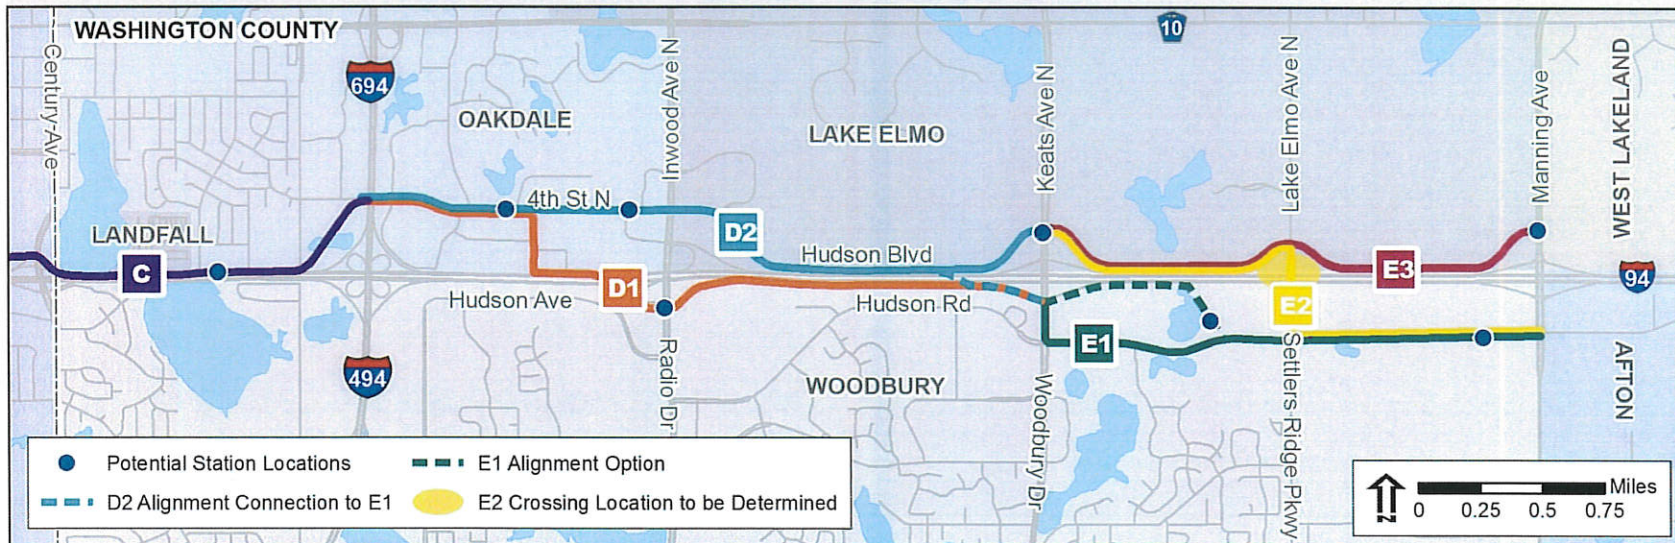 WASHINGTON COUNTY
10
Century Ave
694
OAKDALE
Inwood Ave N
LAKE ELMO
Keats Ave N
Lake Elmo Ave N
Manning Ave
WEST LAKELAND
4th St N
LANDFALL
D2
Hudson Blvd
C
E3
94
Hudson Ave
D1
Hudson Rd
E2
E1
494
Radio Dr
WOODBURY
Woodbury Dr
Settlers Ridge Pkwy
AFTON
Potential Station Locations
E1 Alignment Option
D2 Alignment Connection to E1
E2 Crossing Location to be Determined
N
Miles
0 0.25 0.5 0.75